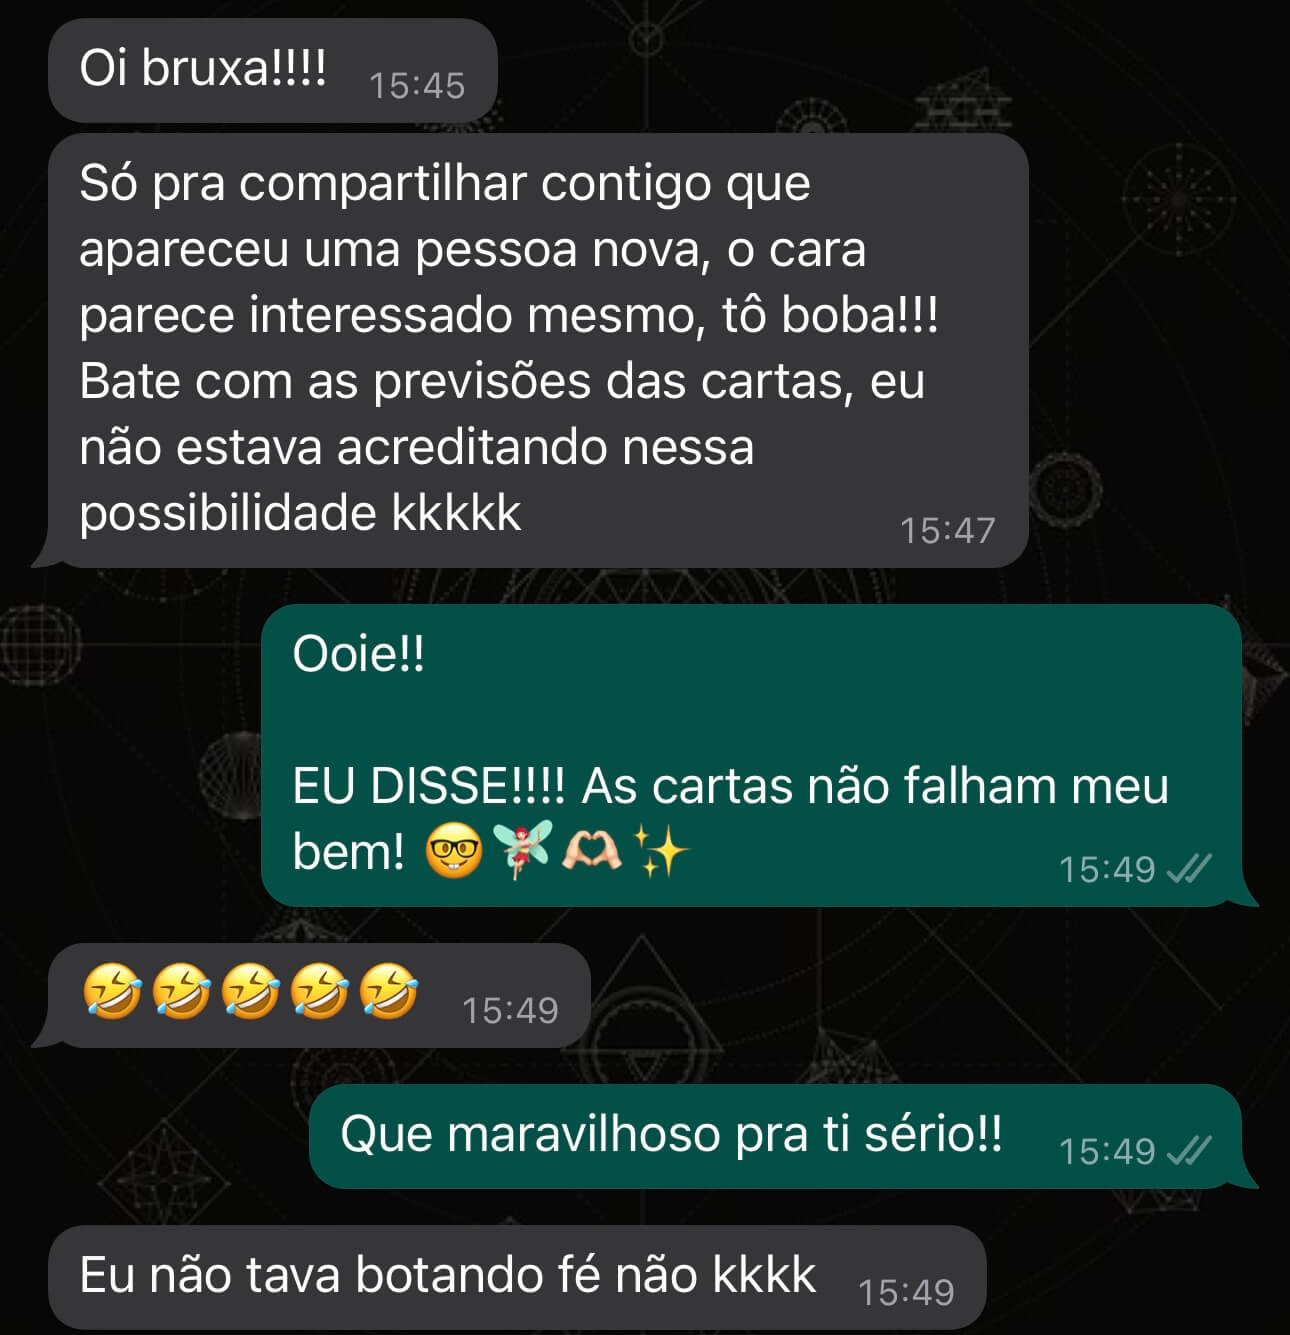 Oi bruxa!!!! 15:45
Só pra compartilhar contigo que
apareceu uma pessoa nova, o cara
parece interessado mesmo, tô boba!!!
Bate com as previsões das cartas, eu
não estava acreditando nessa
possibilidade kkkkk 15:47
Ooie!!
EU DISSE!!!! As cartas não falham meu
bem! 🤓🧚🏻‍♀️🫶🏻✨ 15:49
🤣🤣🤣🤣🤣 15:49
Que maravilhoso pra ti sério!! 15:49
Eu não tava botando fé não kkkk 15:49